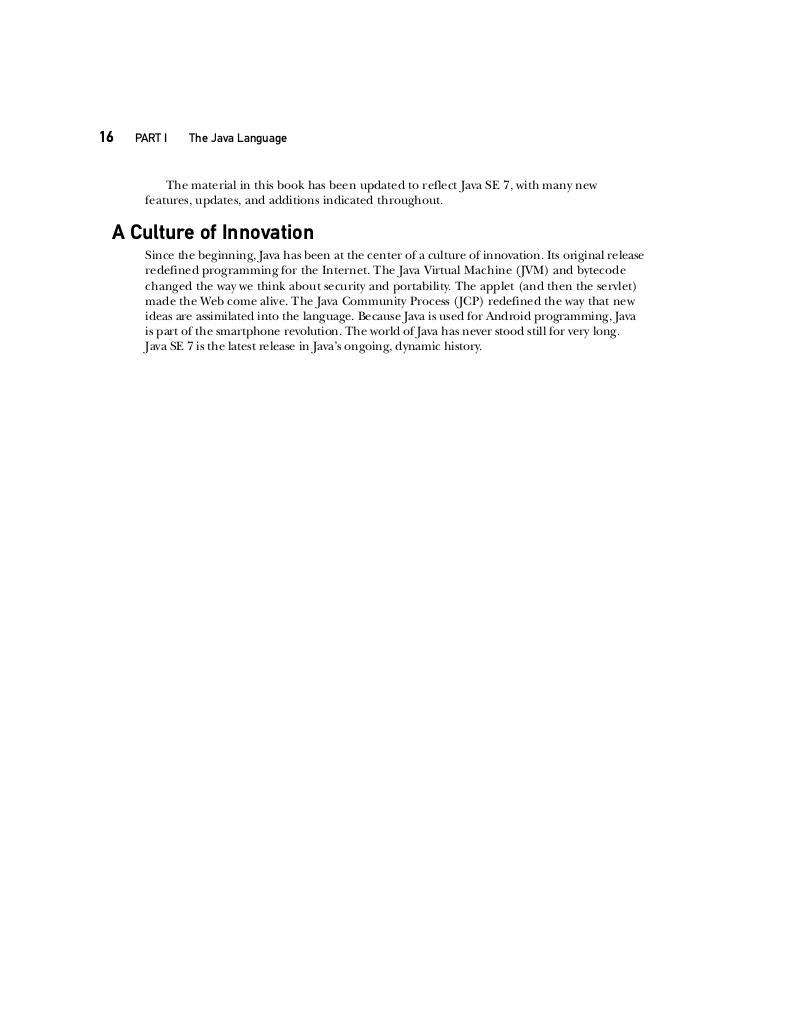 16 PART I The Java Language
The material in this book has been updated to reflect Java SE 7, with many new
features, updates, and additions indicated throughout.
A Culture of Innovation
Since the beginning, Java has been at the center of a culture of innovation. Its original release
redefined programming for the Internet. The Java Virtual Machine (JVM) and bytecode
changed the way we think about security and portability. The applet (and then the servlet)
made the Web come alive. The Java Community Process (JCP) redefined the way that new
ideas are assimilated into the language. Because Java is used for Android programming, Java
is part of the smartphone revolution. The world of Java has never stood still for very long.
Java SE 7 is the latest release in Java’s ongoing, dynamic history.